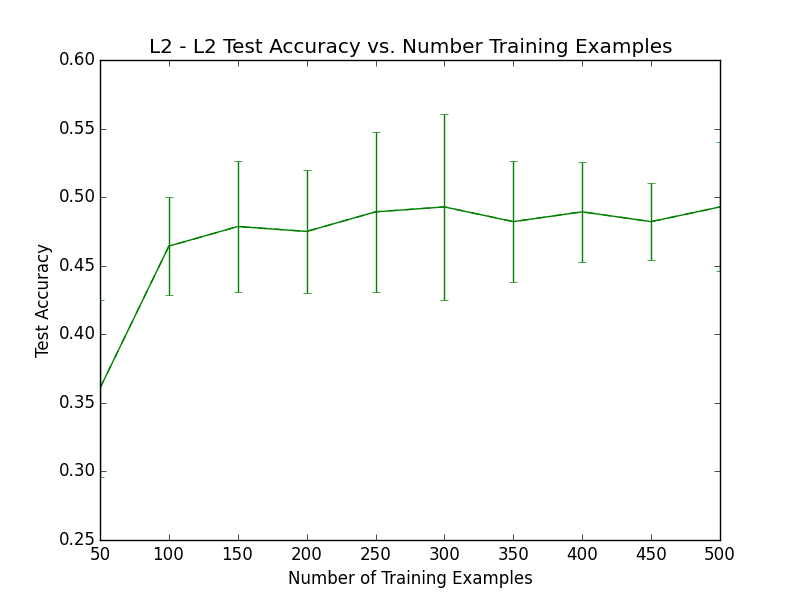 L2 - L2 Test Accuracy vs. Number Training Examples
0.60
0.55
0.50
0.45
0.40
0.35
0.30
0.25
Test Accuracy
50 100 150 200 250 300 350 400 450 500
Number of Training Examples